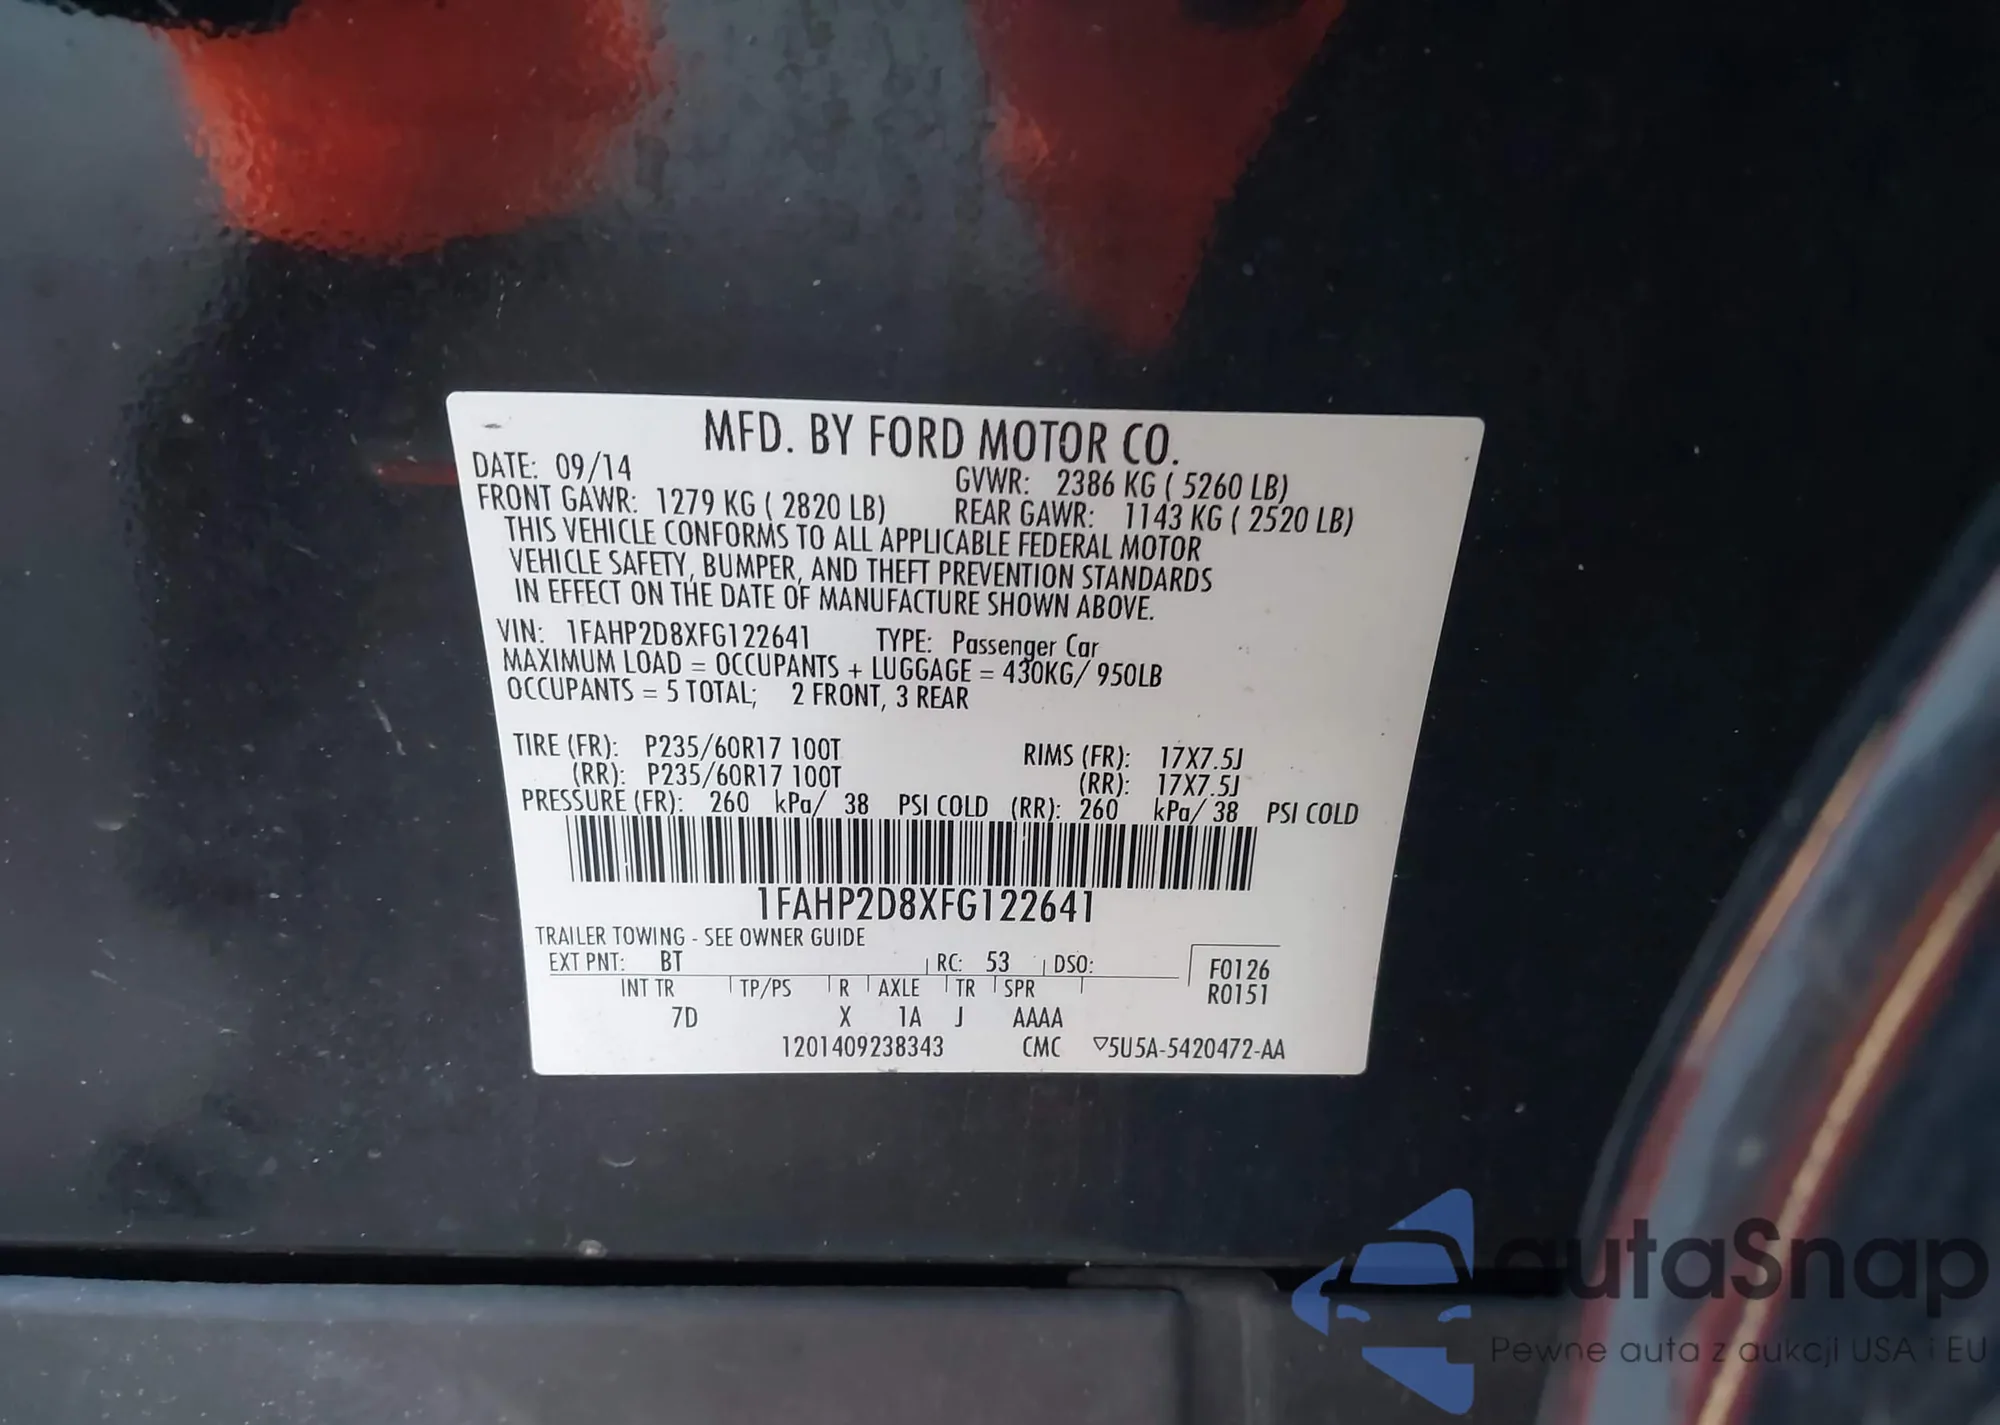 MFD. BY FORD MOTOR CO.
DATE: 09/14 GVWR: 2386 KG ( 5260 LB)
FRONT GAWR: 1279 KG ( 2820 LB) REAR GAWR: 1143 KG ( 2520 LB)
THIS VEHICLE CONFORMS TO ALL APPLICABLE FEDERAL MOTOR
VEHICLE SAFETY, BUMPER, AND THEFT PREVENTION STANDARDS
IN EFFECT ON THE DATE OF MANUFACTURE SHOWN ABOVE.
VIN: 1FAHP2D8XFG122641 TYPE: Passenger Car
MAXIMUM LOAD = OCCUPANTS + LUGGAGE = 430KG/ 950LB
OCCUPANTS = 5 TOTAL; 2 FRONT, 3 REAR
TIRE (FR): P235/60R17 100T RIMS (FR): 17X7.5J
(RR): P235/60R17 100T (RR): 17X7.5J
PRESSURE (FR): 260 kPa/ 38 PSI COLD (RR): 260 kPa/ 38 PSI COLD
1FAHP2D8XFG122641
TRAILER TOWING - SEE OWNER GUIDE
EXT PNT: BT RC: 53 DSO: F0126
INT TR TP/PS R AXLE TR SPR R0151
7D X 1A J AAAA
1201409238343 CMC ▽5U5A-5420472-AA
autaSnap
Pewne auta z aukcji USA i EU